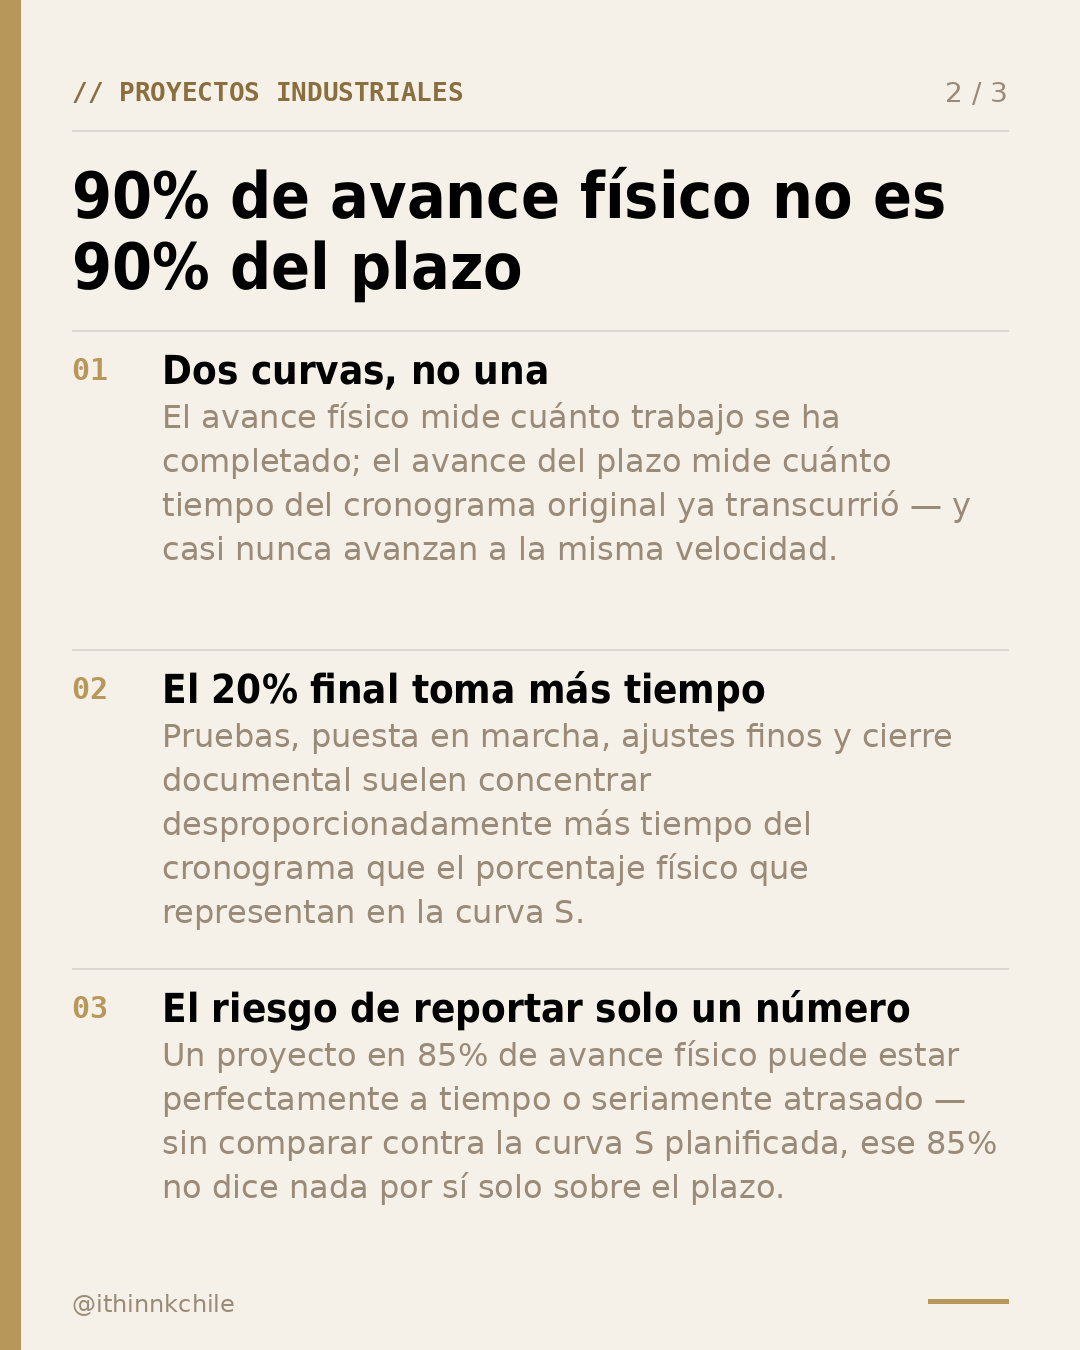 // PROYECTOS INDUSTRIALES
2 / 3
90% de avance físico no es
90% del plazo
01
Dos curvas, no una
El avance físico mide cuánto trabajo se ha
completado; el avance del plazo mide cuánto
tiempo del cronograma original ya transcurrió — y
casi nunca avanzan a la misma velocidad.
02
El 20% final toma más tiempo
Pruebas, puesta en marcha, ajustes finos y cierre
documental suelen concentrar
desproporcionadamente más tiempo del
cronograma que el porcentaje físico que
representan en la curva S.
03
El riesgo de reportar solo un número
Un proyecto en 85% de avance físico puede estar
perfectamente a tiempo o seriamente atrasado —
sin comparar contra la curva S planificada, ese 85%
no dice nada por sí solo sobre el plazo.
@ithinnkchile